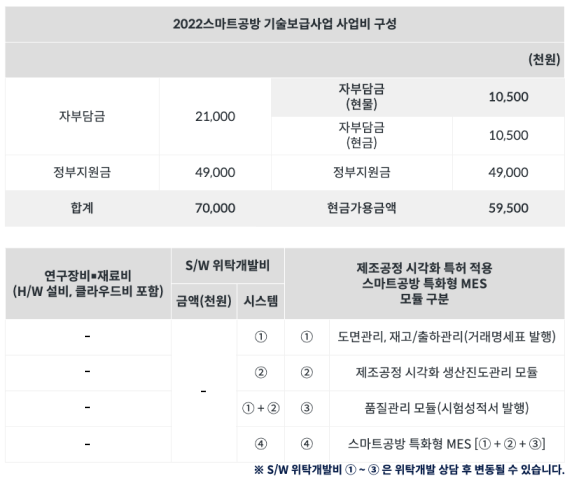 2022스마트공방 기술보급사업 사업비 구성
(천원)
자부담금 21,000 자부담금 10,500
(현물)
자부담금 10,500
(현금)
정부지원금 49,000 정부지원금 49,000
합계 70,000 현금가용금액 59,500
연구장비▪재료비
(H/W 설비, 클라우드비 포함)
S/W 위탁개발비
금액(천원) 시스템
제조공정 시각화 특허 적용
스마트공방 특화형 MES
모듈 구분
- ① ① 도면관리, 재고/출하관리(거래명세표 발행)
- ② ② 제조공정 시각화 생산진도관리 모듈
-
- ① + ② ③ 품질관리 모듈(시험성적서 발행)
- ④ ④ 스마트공방 특화형 MES [① + ② + ③]
※ S/W 위탁개발비 ① ~ ③ 은 위탁개발 상담 후 변동될 수 있습니다.